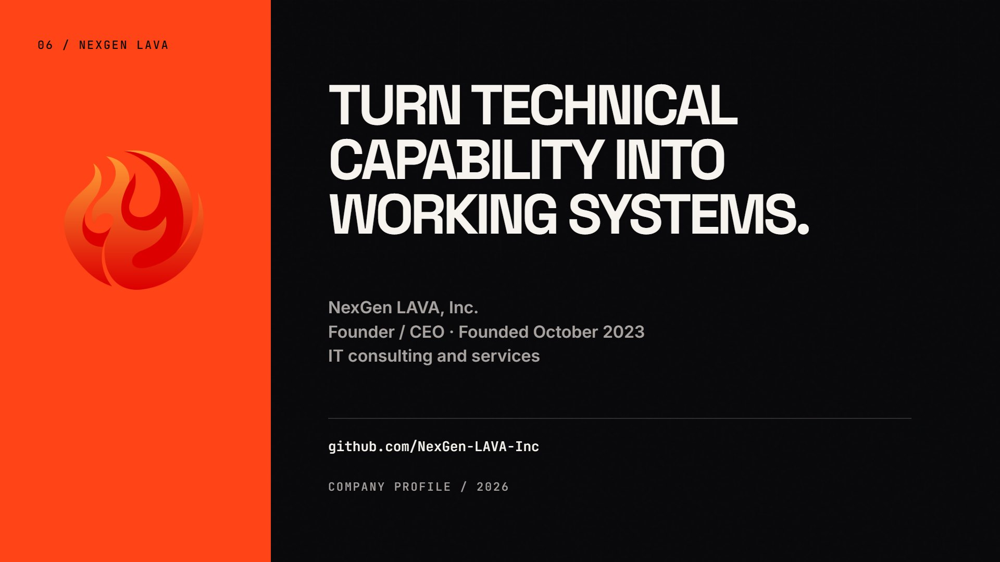 06 / NEXGEN LAVA
TURN TECHNICAL
CAPABILITY INTO
WORKING SYSTEMS.
NexGen LAVA, Inc.
Founder / CEO · Founded October 2023
IT consulting and services
github.com/NexGen-LAVA-Inc
COMPANY PROFILE / 2026